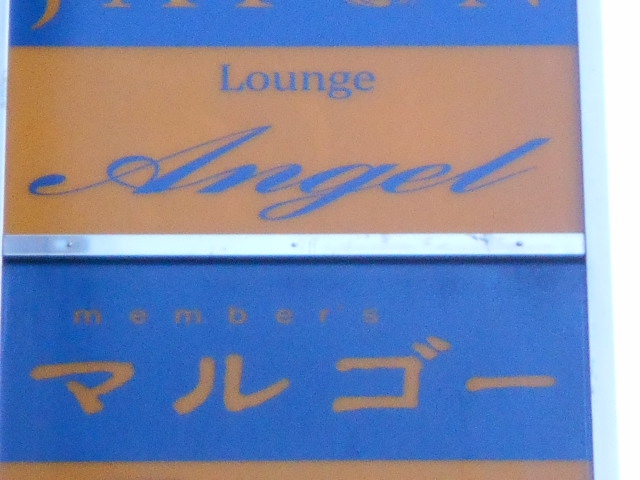 Lounge
Angel
member's
マルゴー